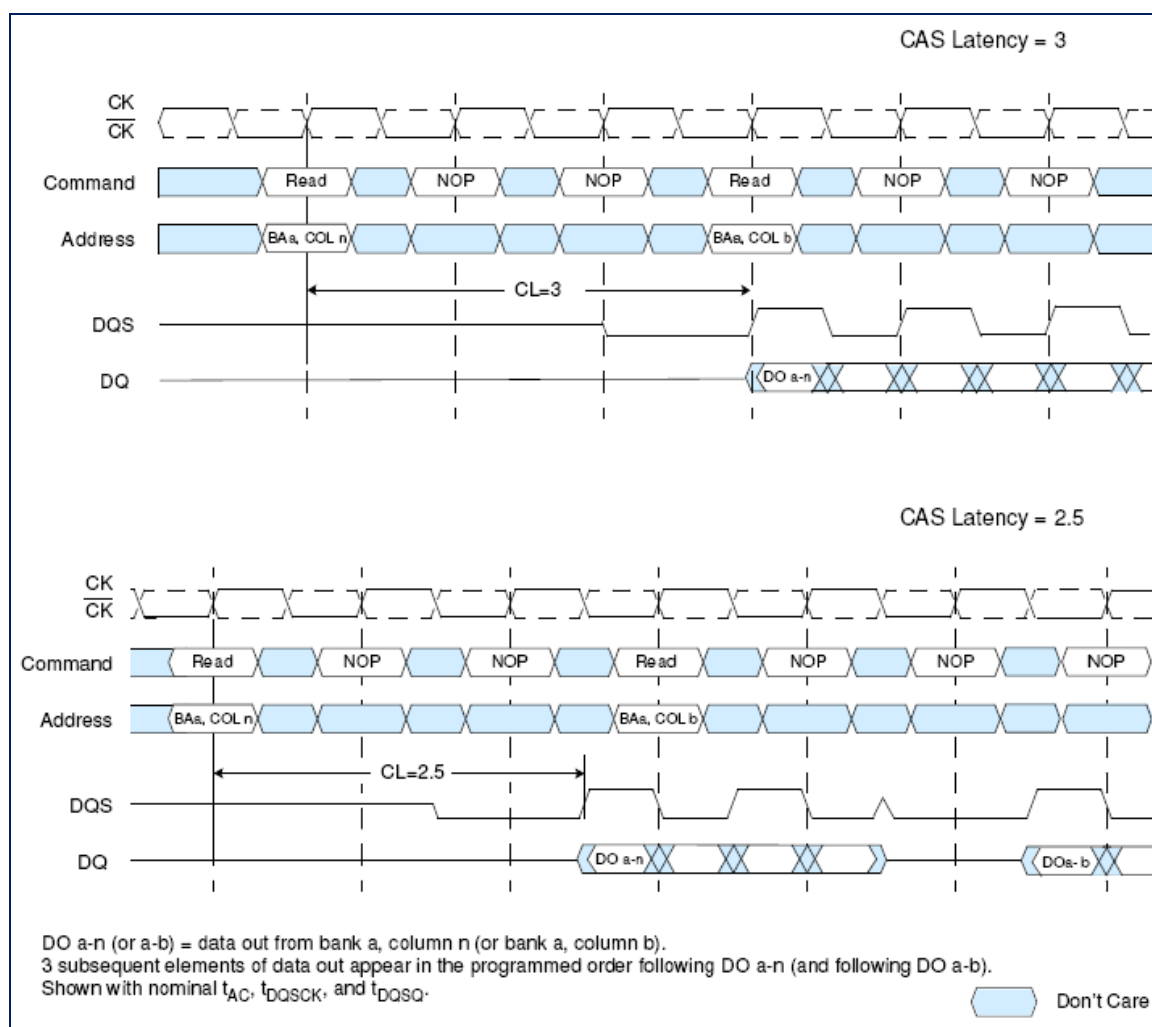 CAS Latency = 3
CK
CK
Command Read NOP NOP Read NOP NOP
Address BAa, COL n BAa, COL b
CL=3
DQS
DQ DO a-n
CAS Latency = 2.5
CK
CK
Command Read NOP NOP Read NOP NOP NOP
Address BAa, COL n BAa, COL b
CL=2.5
DQS
DQ DO a-n DOa- b
DO a-n (or a-b) = data out from bank a, column n (or bank a, column b).
3 subsequent elements of data out appear in the programmed order following DO a-n (and following DO a-b).
Shown with nominal tAC, tDQSCK, and tDQSQ.
Don't Care